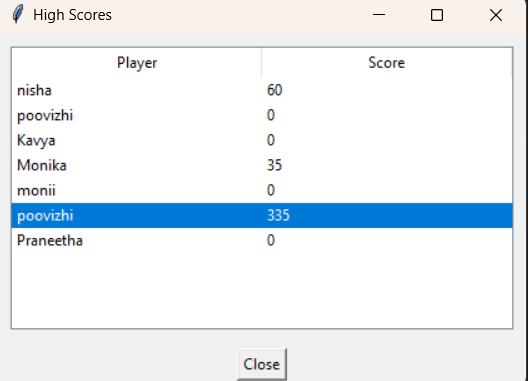 High Scores
Player Score
nisha 60
poovizhi 0
Kavya 0
Monika 35
monii 0
poovizhi 335
Praneetha 0
Close